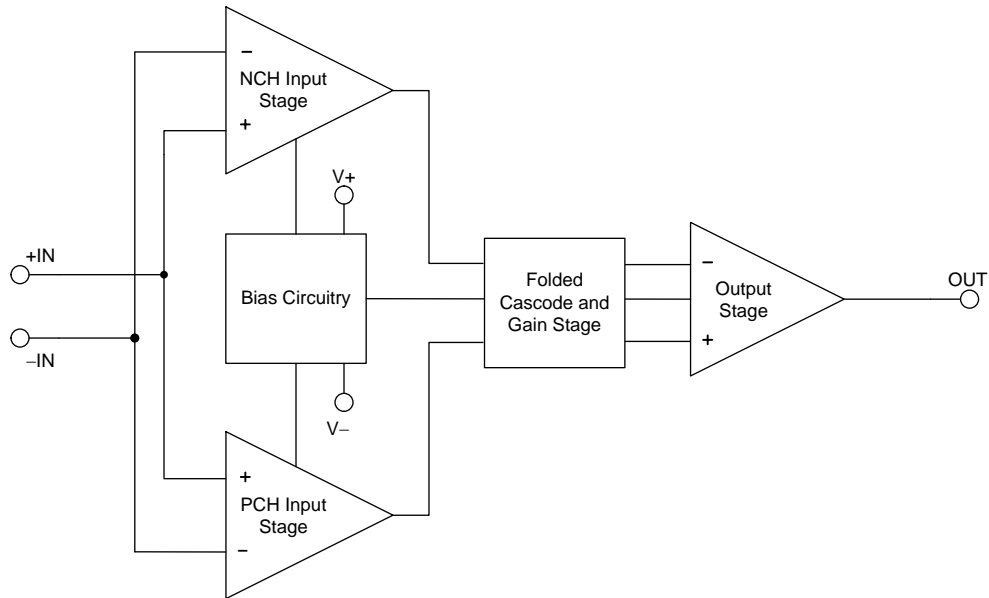 −
NCH Input
Stage
+
V+
+IN
Bias Circuitry
−IN
V−
Folded
Cascode and
Gain Stage
−
Output
Stage
+
OUT
+
PCH Input
Stage
−